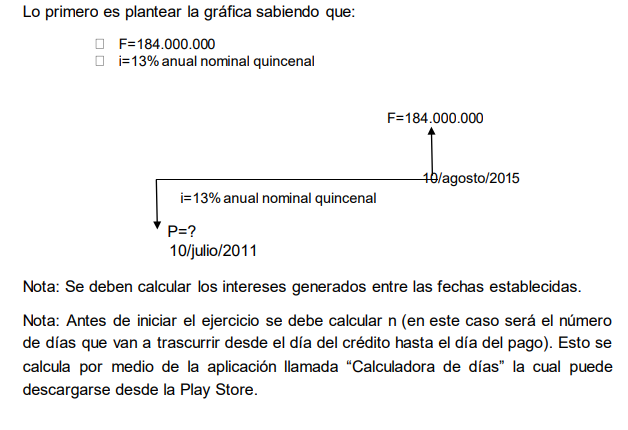 Lo primero es plantear la gráfica sabiendo que:
F=184.000.000
i=13% anual nominal quincenal
F=184.000.000
10/agosto/2015
i=13% anual nominal quincenal
P=?
10/julio/2011
Nota: Se deben calcular los intereses generados entre las fechas establecidas.
Nota: Antes de iniciar el ejercicio se debe calcular n (en este caso será el número
de días que van a trascurrir desde el día del crédito hasta el día del pago). Esto se
calcula por medio de la aplicación llamada “Calculadora de días” la cual puede
descargarse desde la Play Store.